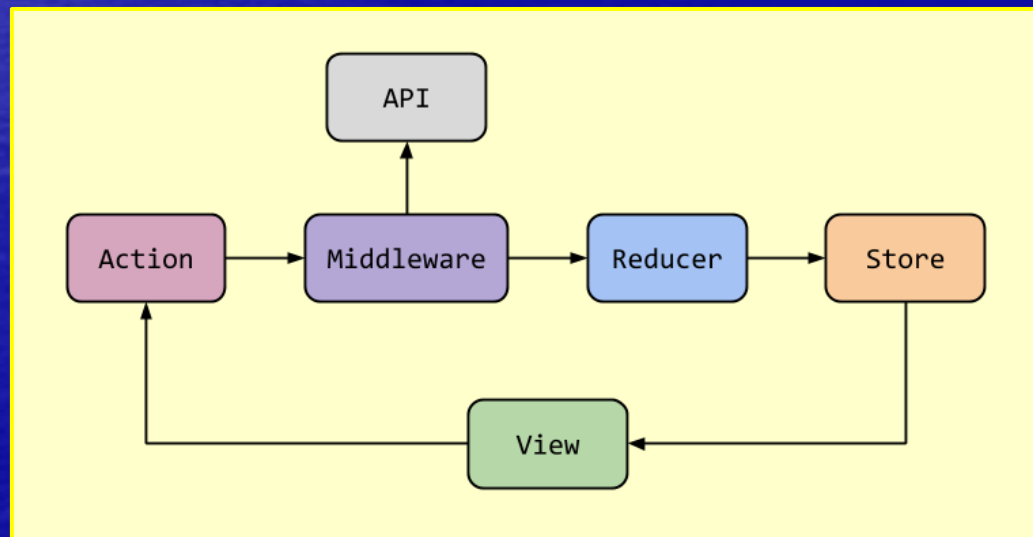 API
Action
Middleware
Reducer
Store
View